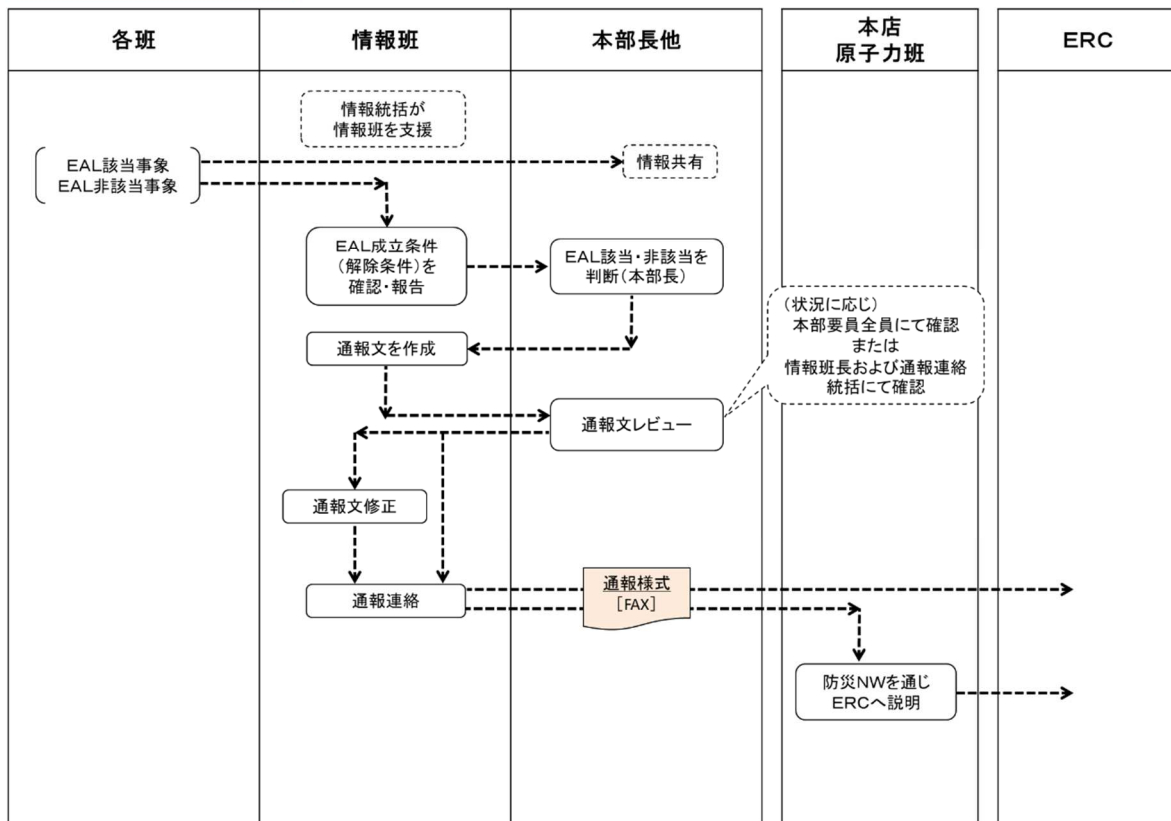 各班
情報班
本部長他
本店
原子力班
ERC
情報統括が
情報班を支援
EAL該当事象
EAL非該当事象
情報共有
EAL成立条件
(解除条件)を
確認・報告
EAL該当・非該当を
判断(本部長)
(状況に応じ)
本部要員全員にて確認
または
情報班長および通報連絡
統括にて確認
通報文を作成
通報文レビュー
通報文修正
通報連絡
通報様式
[FAX]
防災NWを通じ
ERCへ説明